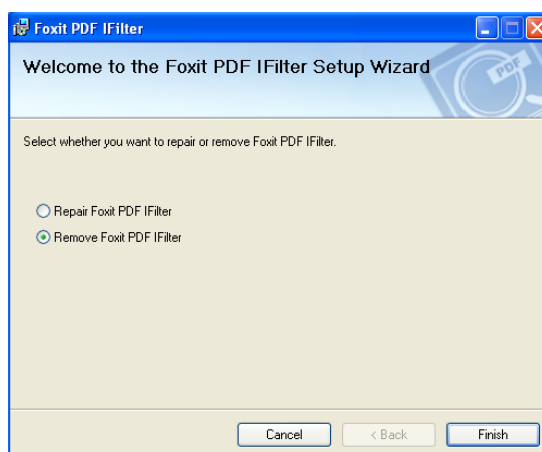 Foxit PDF IFilter
Welcome to the Foxit PDF IFilter Setup Wizard
PDF
Select whether you want to repair or remove Foxit PDF IFilter.
Repair Foxit PDF IFilter
Remove Foxit PDF IFilter
Cancel < Back Finish